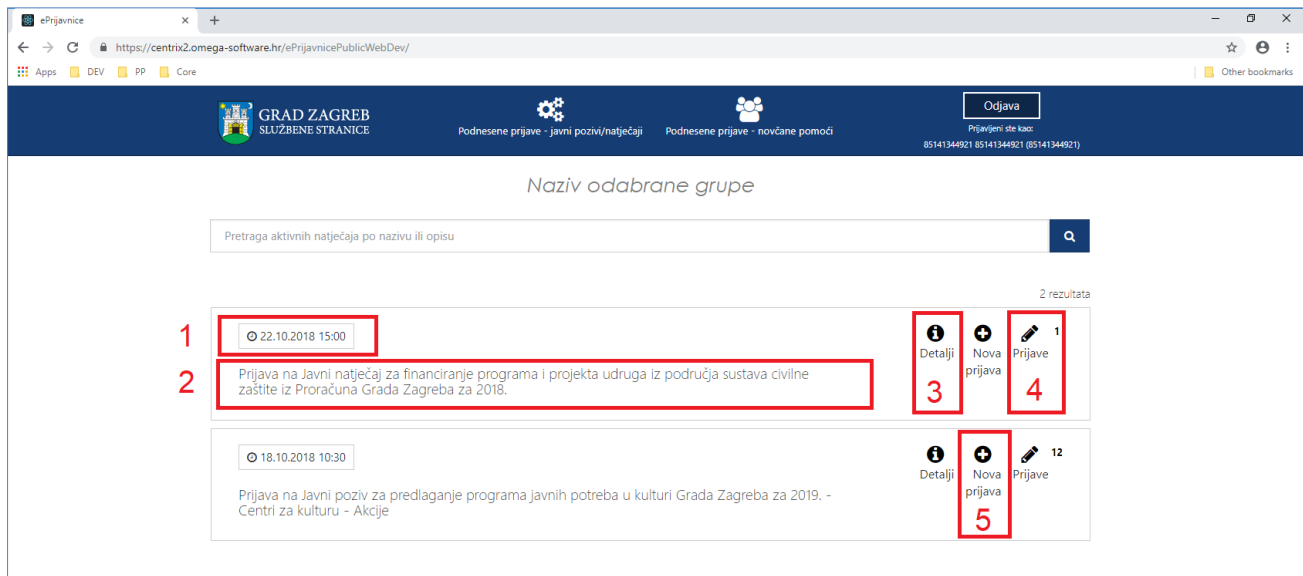 ePrijavnice
https://centrix2.omega-software.hr/ePrijavnicePublicWebDev/
Apps DEV PP Core Other bookmarks
GRAD ZAGREB
SLUŽBENE STRANICE
Podnesene prijave - javni pozivi/natječaji
Podnesene prijave - novčane pomoći
Odjava
Prijavljeni ste kao:
85141344921 85141344921 (85141344921)
Naziv odabrane grupe
Pretraga aktivnih natječaja po nazivu ili opisu
2 rezultata
1
22.10.2018 15:00
2
Prijava na Javni natječaj za financiranje programa i projekta udruga iz područja sustava civilne
zaštite iz Proračuna Grada Zagreba za 2018.
Detalji
3
Nova
prijava
1
Prijave
4
18.10.2018 10:30
Prijava na Javni poziv za predlaganje programa javnih potreba u kulturi Grada Zagreba za 2019. -
Centri za kulturu - Akcije
Detalji
Nova
prijava
5
12
Prijave